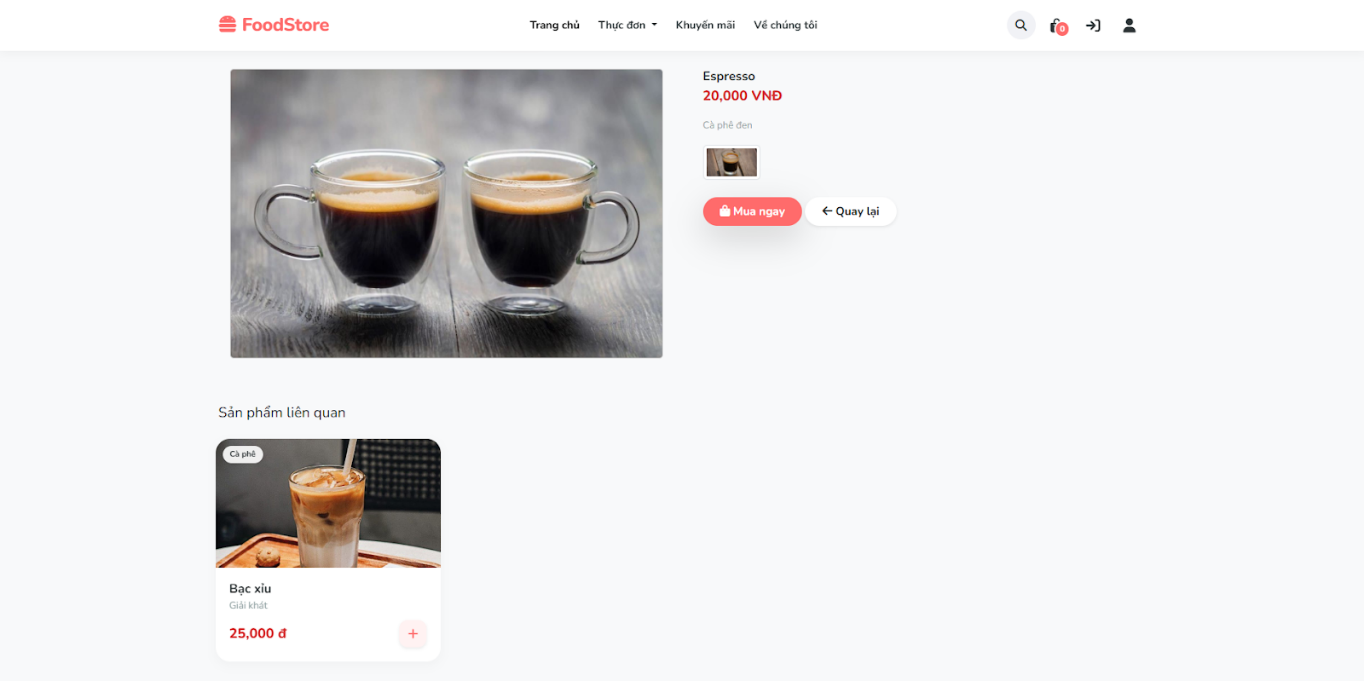 FoodStore
Trang chủ
Thực đơn
Khuyến mãi
Về chúng tôi
0
Espresso
20,000 VNĐ
Cà phê đen
Mua ngay
Quay lại
Sản phẩm liên quan
Cà phê
Bạc xỉu
Giải khát
25,000 đ